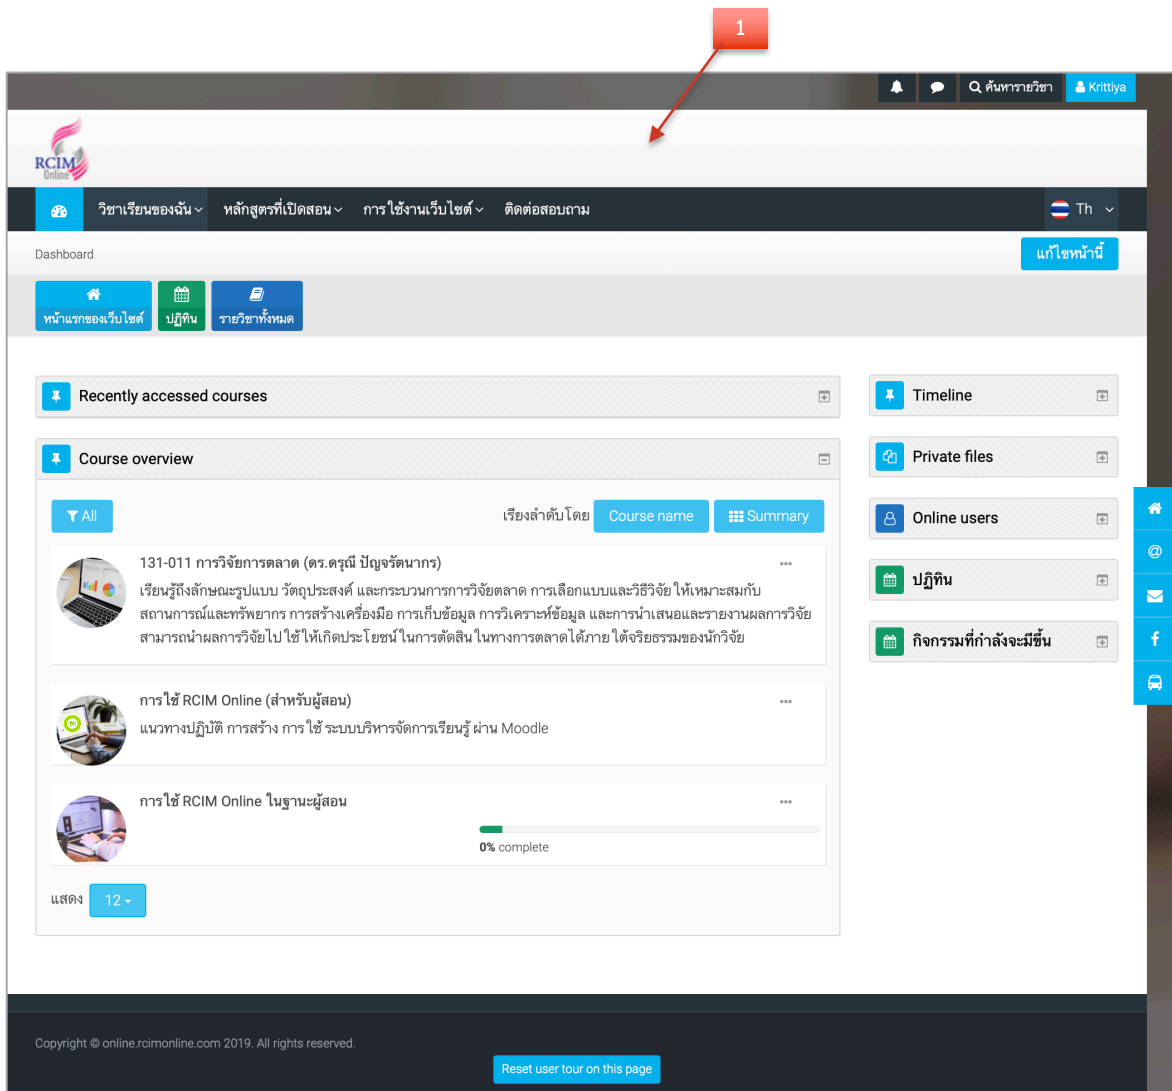 1
ค้นหารายวิชา
Krittiya
RCIM
Online
วิชาเรียนของฉัน
หลักสูตรที่เปิดสอน
การใช้งานเว็บไซต์
ติดต่อสอบถาม
Th
Dashboard
แก้ไขหน้านี้
หน้าแรกของเว็บไซต์
ปฏิทิน
รายวิชาทั้งหมด
Recently accessed courses
Course overview
All
เรียงลำดับโดย
Course name
Summary
131-011 การวิจัยการตลาด (ดร.ดรุณี ปัญจรัตนากร)
เรียนรู้ถึงลักษณะรูปแบบ วัตถุประสงค์ และกระบวนการการวิจัยตลาด การเลือกแบบและวิธีวิจัยให้เหมาะสมกับ
สถานการณ์และทรัพยากร การสร้างเครื่องมือ การเก็บข้อมูล การวิเคราะห์ข้อมูล และการนำเสนอและรายงานผลการวิจัย
สามารถนำผลการวิจัยไปใช้ให้เกิดประโยชน์ในการตัดสินในทางการตลาดได้ภายใต้จริยธรรมของนักวิจัย
การใช้ RCIM Online (สำหรับผู้สอน)
แนวทางปฏิบัติ การสร้าง การใช้ ระบบบริหารจัดการเรียนรู้ ผ่าน Moodle
การใช้ RCIM Online ในฐานะผู้สอน
0% complete
แสดง
12
Timeline
Private files
Online users
ปฏิทิน
กิจกรรมที่กำลังจะมีขึ้น
Copyright © online.rcimonline.com 2019. All rights reserved.
Reset user tour on this page